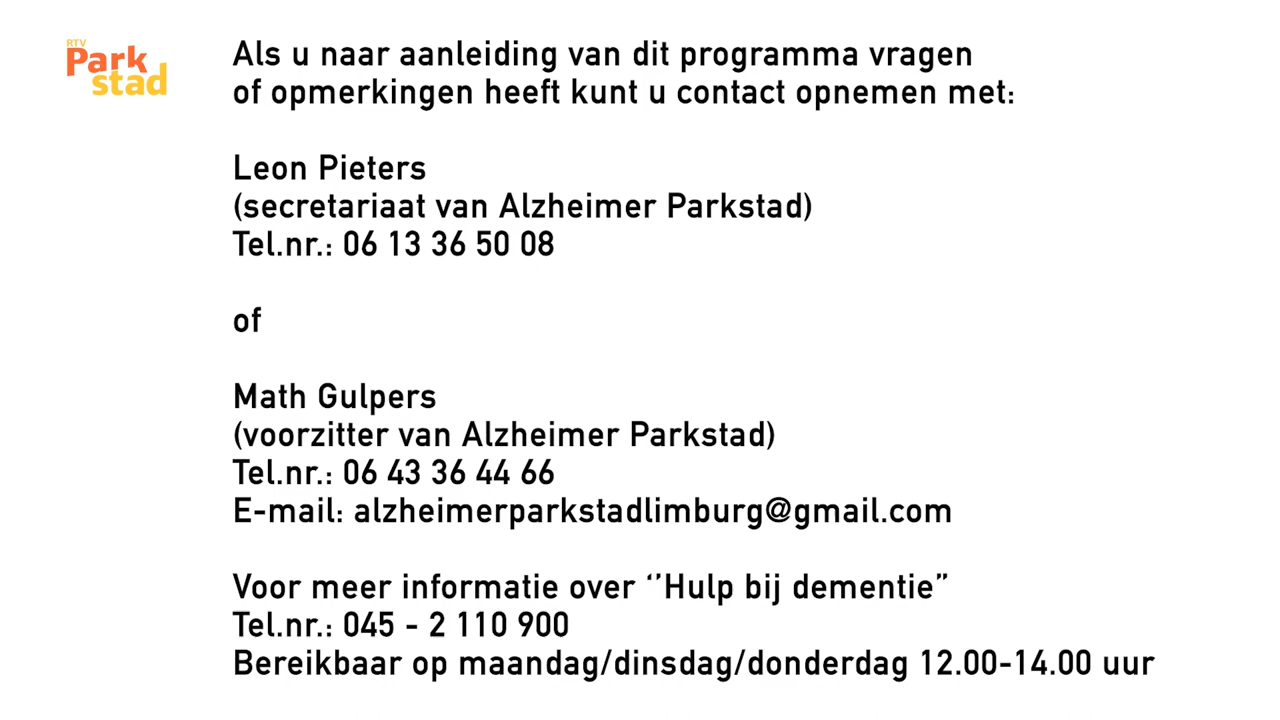 RTV
Park
stad
Als u naar aanleiding van dit programma vragen
of opmerkingen heeft kunt u contact opnemen met:
Leon Pieters
(secretariaat van Alzheimer Parkstad)
Tel.nr.: 06 13 36 50 08
of
Math Gulpers
(voorzitter van Alzheimer Parkstad)
Tel.nr.: 06 43 36 44 66
E-mail: alzheimerparkstadlimburg@gmail.com
Voor meer informatie over ‘’Hulp bij dementie”
Tel.nr.: 045 - 2 110 900
Bereikbaar op maandag/dinsdag/donderdag 12.00-14.00 uur